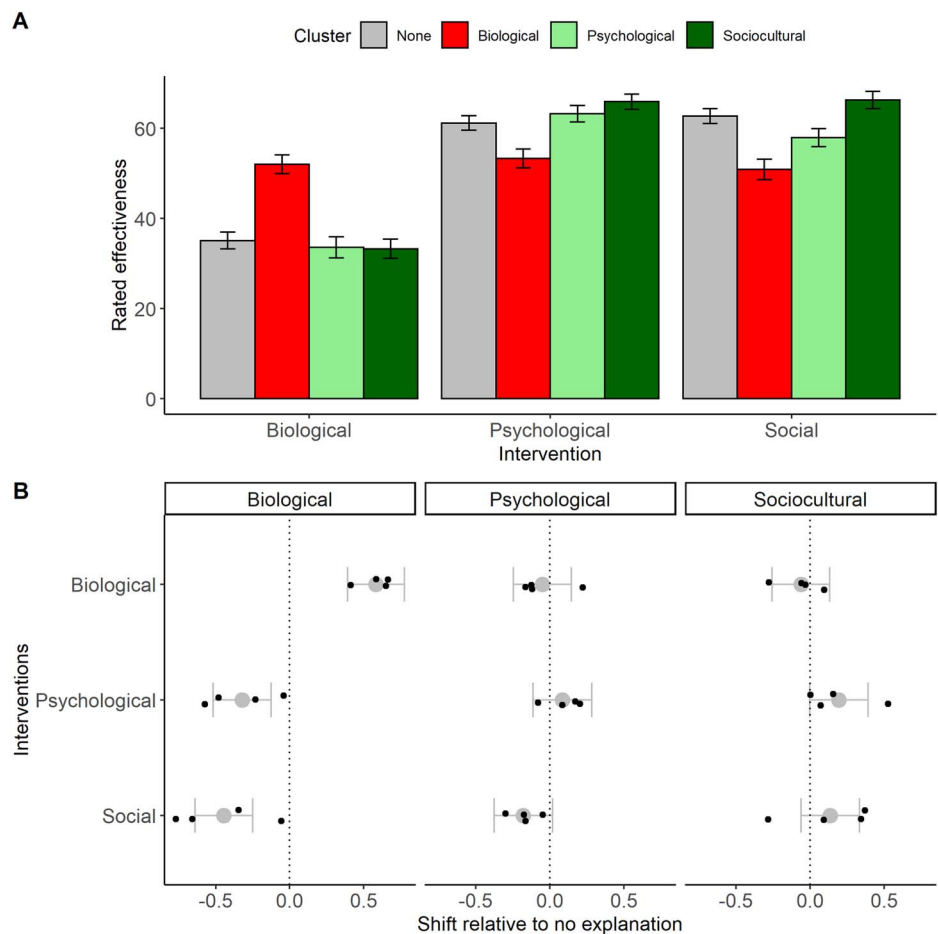 A
Cluster None Biological Psychological Sociocultural
Rated effectiveness
60
40
20
0
Biological Psychological Social
Intervention
B
Biological Psychological Sociocultural
Interventions
Biological
Psychological
Social
-0.5 0.0 0.5 -0.5 0.0 0.5 -0.5 0.0 0.5
Shift relative to no explanation